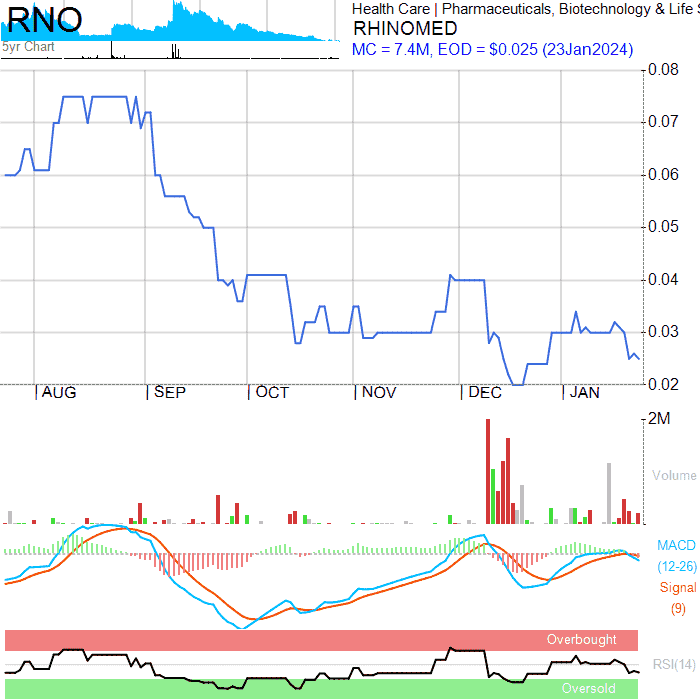 RNO
5yr Chart
Health Care | Pharmaceuticals, Biotechnology & Life S
RHINOMED
MC = 7.4M, EOD = $0.025 (23Jan2024)
0.08
0.07
0.06
0.05
0.04
0.03
0.02
|AUG |SEP |OCT |NOV |DEC |JAN
2M
Volume
MACD
(12-26)
Signal
(9)
Overbought
RSI(14)
Oversold